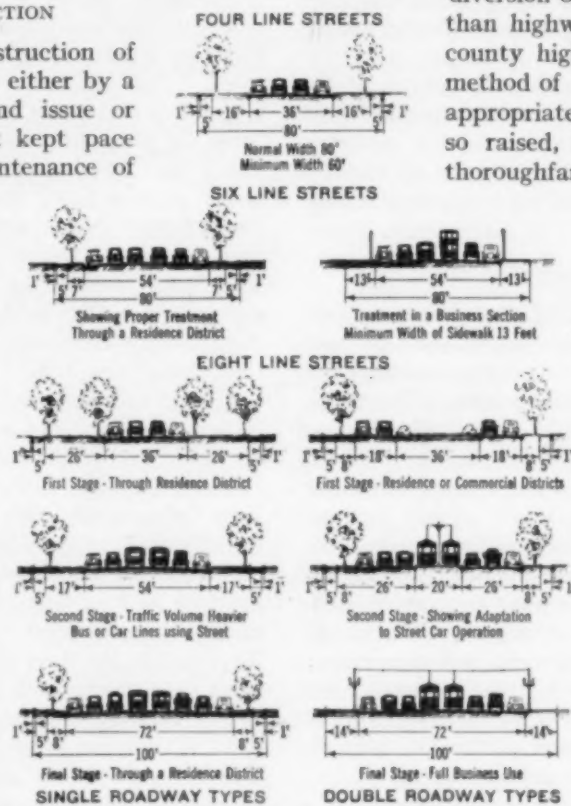 CTION
FOUR LINE STREETS
struction of
either by a
nd issue or
kept pace
ntenance of
than highw
county hig
method of
appropriate
so raised,
thoroughfa
1' 5' 16' 36' 16' 5' 1'
80'
Normal Width 80'
Minimum Width 60'
SIX LINE STREETS
1' 5' 7' 54' 7' 5' 1'
80'
Showing Proper Treatment
Through a Residence District
13' 54' 13'
80'
Treatment in a Business Section
Minimum Width of Sidewalk 13 Feet
EIGHT LINE STREETS
1' 5' 26' 36' 26' 5' 1'
First Stage - Through Residence District
1' 5' 8' 18' 36' 18' 8' 5' 1'
First Stage - Residence or Commercial Districts
1' 5' 17' 54' 17' 5' 1'
Second Stage - Traffic Volume Heavier
Bus or Car Lines using Street
1' 5' 8' 26' 20' 26' 8' 5' 1'
Second Stage - Showing Adaptation
to Street Car Operation
1' 5' 8' 72' 8' 5' 1'
100'
Final Stage - Through a Residence District
14' 72' 14'
100'
Final Stage - Full Business Use
SINGLE ROADWAY TYPES
DOUBLE ROADWAY TYPES